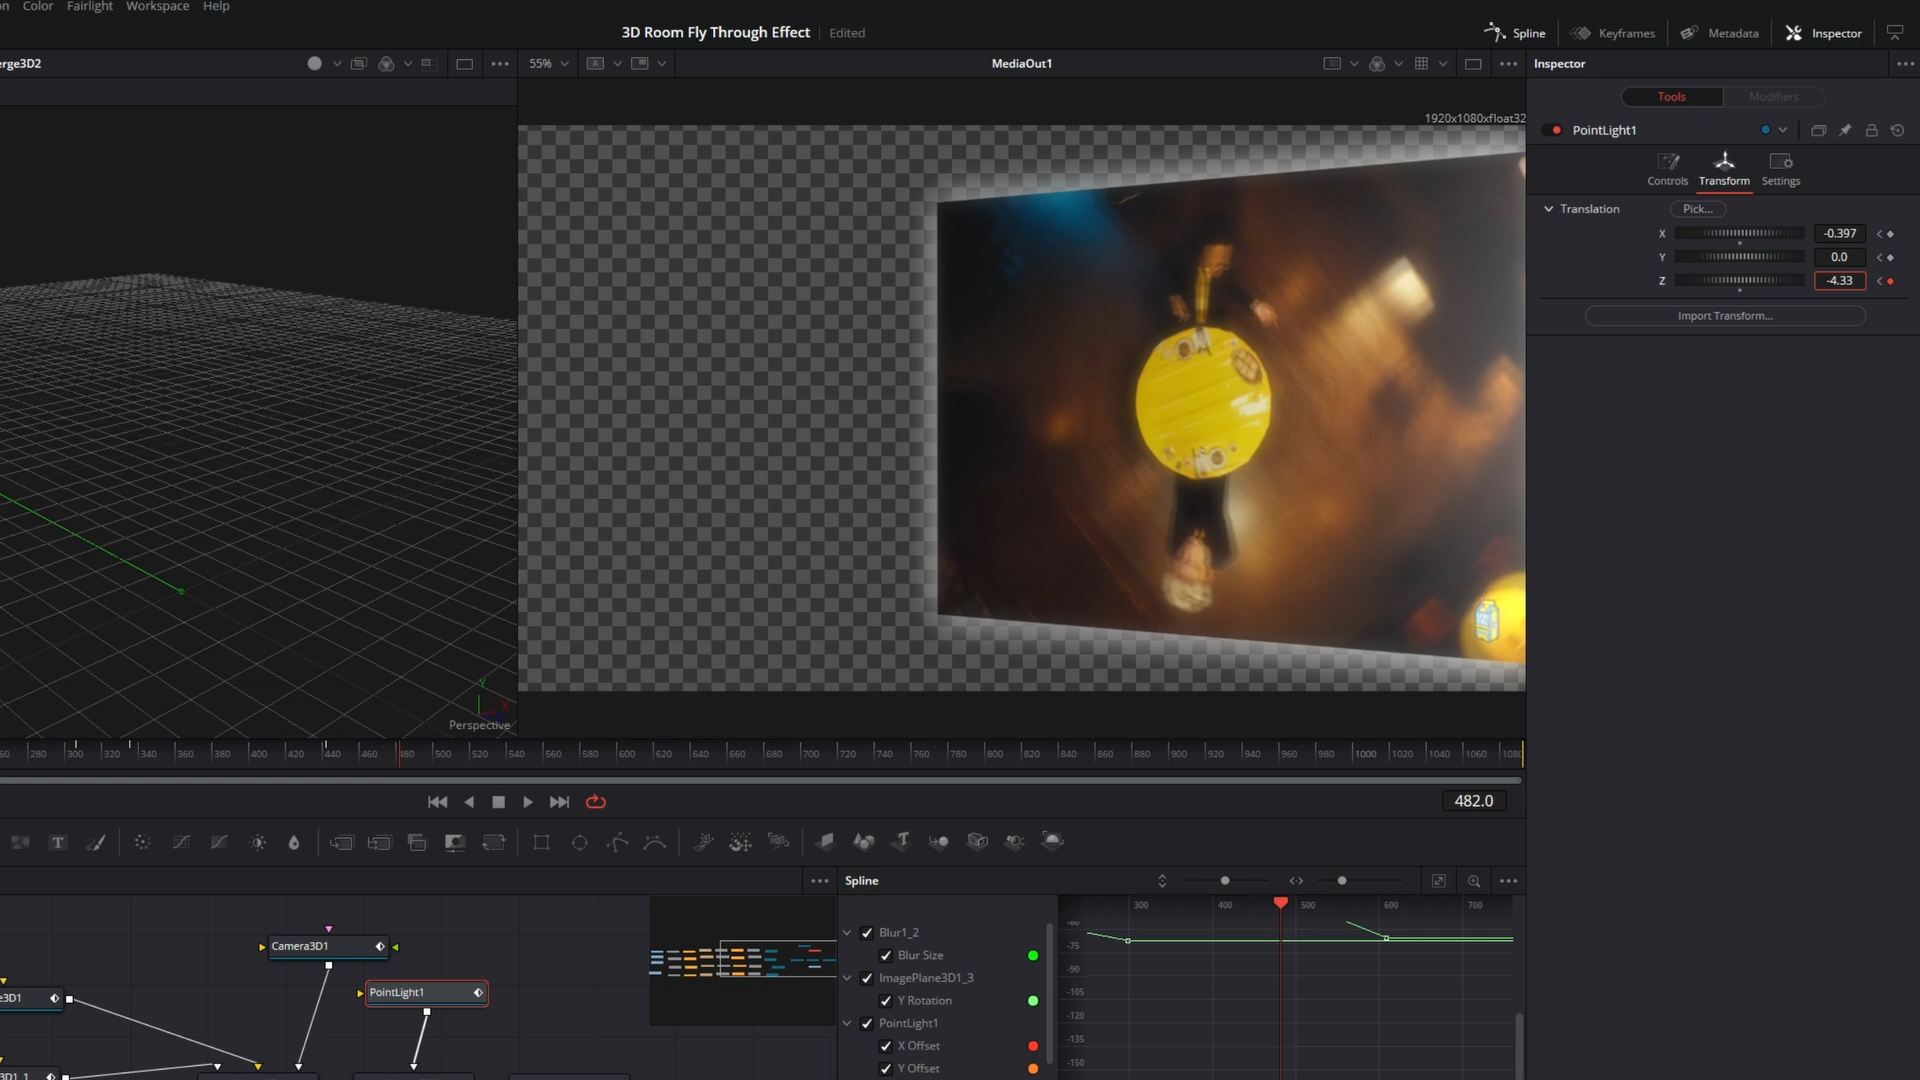 on Color Fairlight Workspace Help
3D Room Fly Through Effect Edited
Spline Keyframes Metadata Inspector
erge3D2
55%
A
MediaOut1
Inspector
1920x1080xfloat32
Tools Modifiers
PointLight1
Controls Transform Settings
Translation Pick...
X -0.397
Y 0.0
Z -4.33
Import Transform...
Y
X
Perspective
60 280 300 320 340 360 380 400 420 440 460 480 500 520 540 560 580 600 620 640 660 680 700 720 740 760 780 800 820 840 860 880 900 920 940 960 980 1000 1020 1040 1060 1080
482.0
T
T
Spline
Camera3D1
PointLight1
e3D1
3D1_1
Blur1_2
Blur Size
ImagePlane3D1_3
Y Rotation
PointLight1
X Offset
Y Offset
300 400 500 600 700
-60
-75
-90
-105
-120
-135
-150